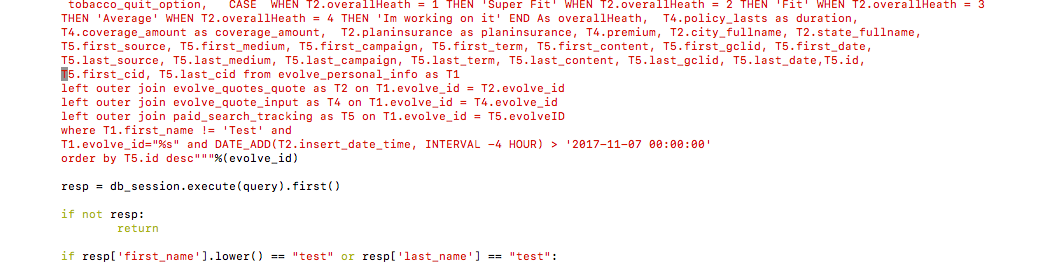 tobacco_quit_option,   CASE  WHEN T2.overallHeath = 1 THEN 'Super Fit' WHEN T2.overallHeath = 2 THEN 'Fit' WHEN T2.overallHeath = 3
THEN 'Average' WHEN T2.overallHeath = 4 THEN 'Im working on it' END As overallHeath,  T4.policy_lasts as duration,
T4.coverage_amount as coverage_amount,  T2.planinsurance as planinsurance, T4.premium, T2.city_fullname, T2.state_fullname,
T5.first_source, T5.first_medium, T5.first_campaign, T5.first_term, T5.first_content, T5.first_gclid, T5.first_date,
T5.last_source, T5.last_medium, T5.last_campaign, T5.last_term, T5.last_content, T5.last_gclid, T5.last_date,T5.id,
T5.first_cid, T5.last_cid from evolve_personal_info as T1
left outer join evolve_quotes_quote as T2 on T1.evolve_id = T2.evolve_id
left outer join evolve_quote_input as T4 on T1.evolve_id = T4.evolve_id
left outer join paid_search_tracking as T5 on T1.evolve_id = T5.evolveID
where T1.first_name != 'Test' and
T1.evolve_id="%s" and DATE_ADD(T2.insert_date_time, INTERVAL -4 HOUR) > '2017-11-07 00:00:00'
order by T5.id desc"""%(evolve_id)
resp = db_session.execute(query).first()
if not resp:
return
if resp['first_name'].lower() == "test" or resp['last_name'] == "test":